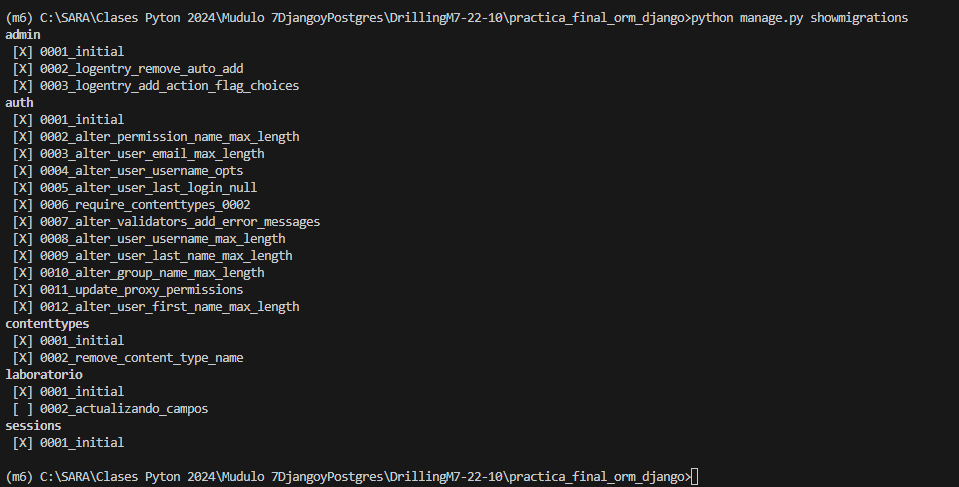 (m6) C:\SARA\Clases Pyton 2024\Mudulo 7DjangoyPostgres\DrillingM7-22-10\practica_final_orm_django>python manage.py showmigrations
admin
 [X] 0001_initial
 [X] 0002_logentry_remove_auto_add
 [X] 0003_logentry_add_action_flag_choices
auth
 [X] 0001_initial
 [X] 0002_alter_permission_name_max_length
 [X] 0003_alter_user_email_max_length
 [X] 0004_alter_user_username_opts
 [X] 0005_alter_user_last_login_null
 [X] 0006_require_contenttypes_0002
 [X] 0007_alter_validators_add_error_messages
 [X] 0008_alter_user_username_max_length
 [X] 0009_alter_user_last_name_max_length
 [X] 0010_alter_group_name_max_length
 [X] 0011_update_proxy_permissions
 [X] 0012_alter_user_first_name_max_length
contenttypes
 [X] 0001_initial
 [X] 0002_remove_content_type_name
laboratorio
 [X] 0001_initial
 [ ] 0002_actualizando_campos
sessions
 [X] 0001_initial
(m6) C:\SARA\Clases Pyton 2024\Mudulo 7DjangoyPostgres\DrillingM7-22-10\practica_final_orm_django>